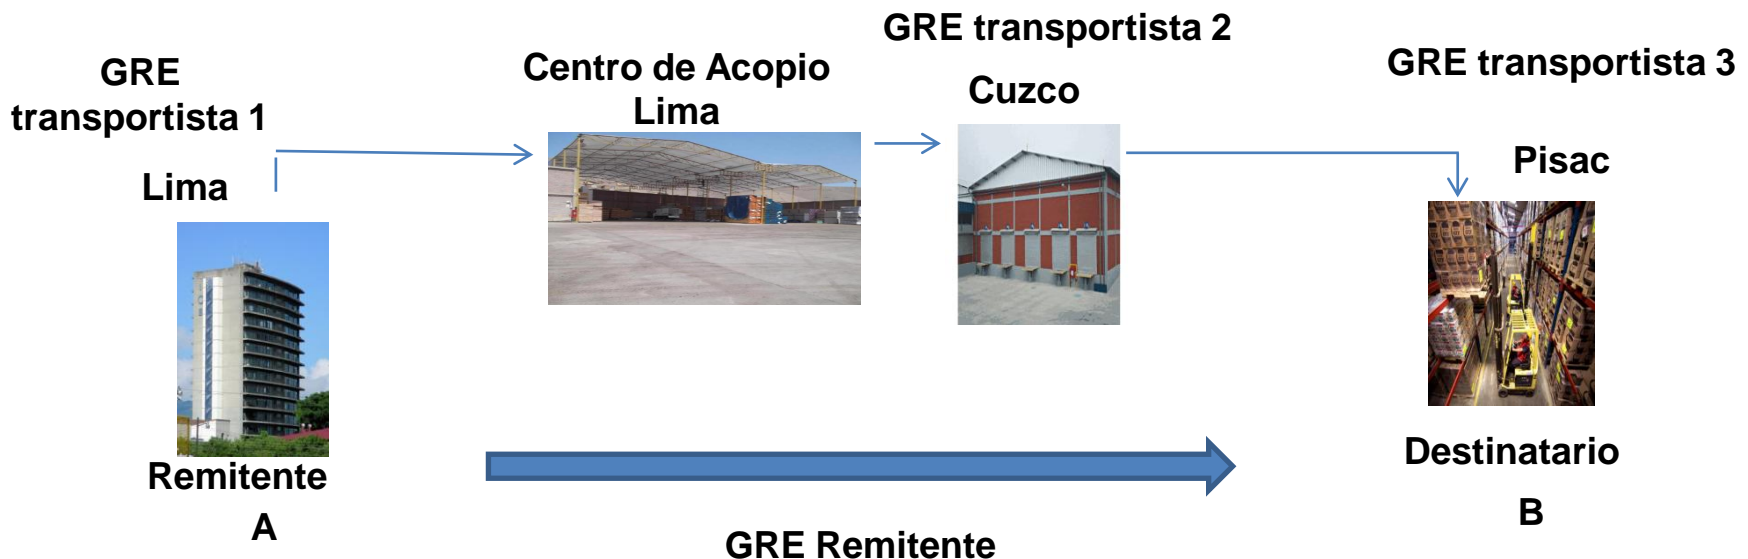 GRE
transportista 1
Lima
Centro de Acopio
Lima
GRE transportista 2
Cuzco
GRE transportista 3
Pisac
Remitente
A
Destinatario
B
GRE Remitente